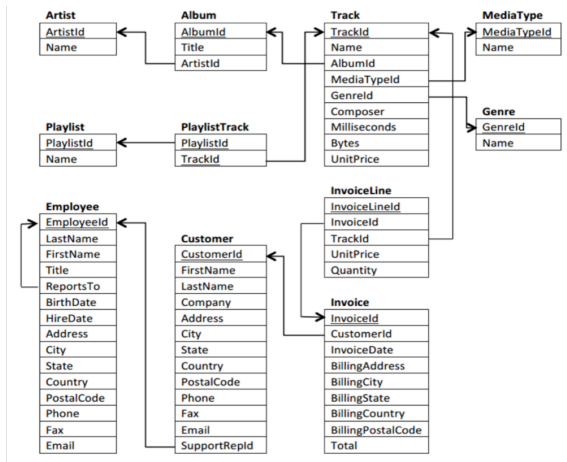 Artist
ArtistId
Name
Album
AlbumId
Title
ArtistId
Track
TrackId
Name
AlbumId
MediaTypeId
GenreId
Composer
Milliseconds
Bytes
UnitPrice
MediaType
MediaTypeId
Name
Genre
GenreId
Name
Playlist
PlaylistId
Name
PlaylistTrack
PlaylistId
TrackId
Employee
EmployeeId
LastName
FirstName
Title
ReportsTo
BirthDate
HireDate
Address
City
State
Country
PostalCode
Phone
Fax
Email
Customer
CustomerId
FirstName
LastName
Company
Address
City
State
Country
PostalCode
Phone
Fax
Email
SupportRepId
InvoiceLine
InvoiceLineId
InvoiceId
TrackId
UnitPrice
Quantity
Invoice
InvoiceId
CustomerId
InvoiceDate
BillingAddress
BillingCity
BillingState
BillingCountry
BillingPostalCode
Total